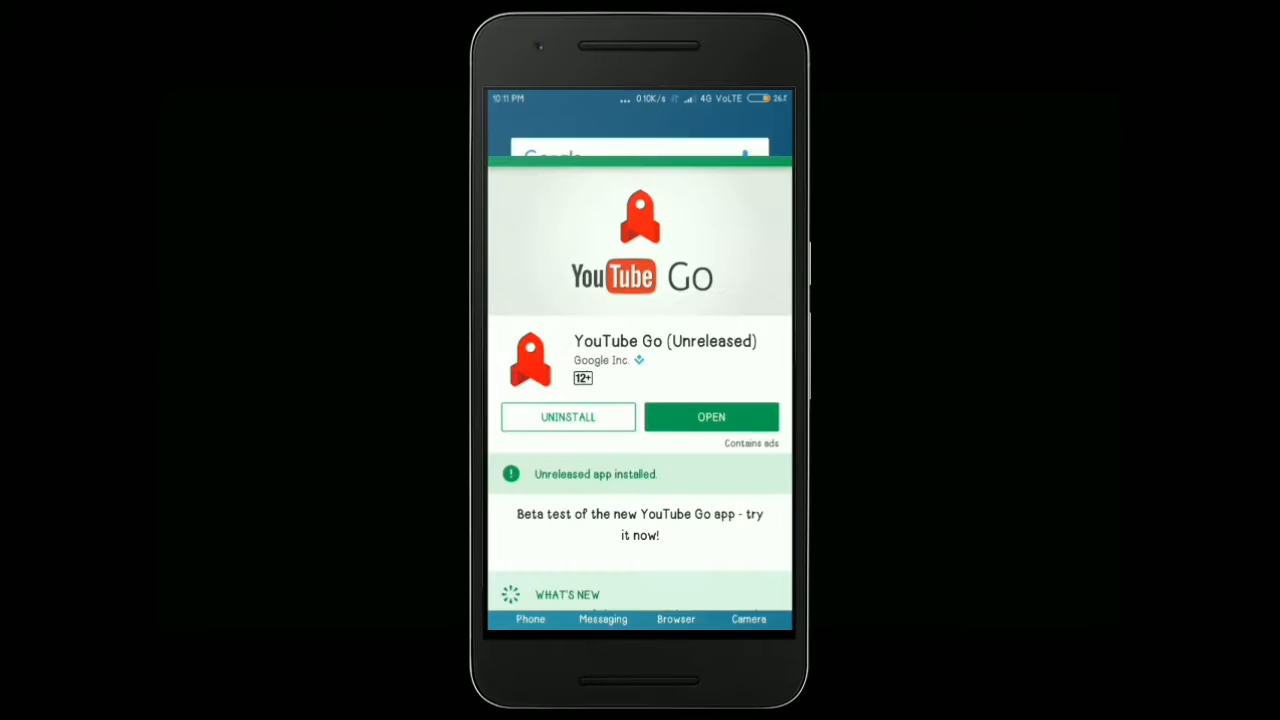 10:11 PM ... 0.10K/s 4G VoLTE 26%
Google
YouTube Go
YouTube Go (Unreleased)
Google Inc.
12+
UNINSTALL OPEN
Contains ads
Unreleased app installed.
Beta test of the new YouTube Go app - try
it now!
WHAT'S NEW
Phone Messaging Browser Camera